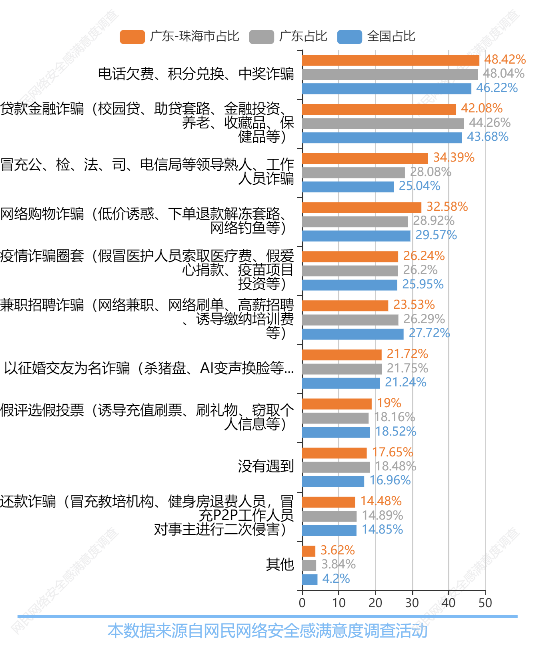 广东-珠海市占比 广东占比 全国占比
电话欠费、积分兑换、中奖诈骗
48.42%
48.04%
46.22%
贷款金融诈骗（校园贷、助贷套路、金融投资、
养老、收藏品、保
健品等）
42.08%
44.26%
43.68%
冒充公、检、法、司、电信局等领导熟人、工作
人员诈骗
34.39%
28.08%
25.04%
网络购物诈骗（低价诱惑、下单退款解冻套路、
网络钓鱼等）
32.58%
28.92%
29.57%
疫情诈骗圈套（假冒医护人员索取医疗费、假爱
心捐款、疫苗项目
投资等）
26.24%
26.2%
25.95%
兼职招聘诈骗（网络兼职、网络刷单、高薪招聘
、诱导缴纳培训费
等）
23.53%
26.29%
27.72%
以征婚交友为名诈骗（杀猪盘、AI变声换脸等...
21.72%
21.75%
21.24%
假评选假投票（诱导充值刷票、刷礼物、窃取个
人信息等）
19%
18.16%
18.52%
没有遇到
17.65%
18.48%
16.96%
还款诈骗（冒充教培机构、健身房退费人员，冒
充P2P工作人员
对事主进行二次侵害）
14.48%
14.89%
14.85%
其他
3.62%
3.84%
4.2%
0 10 20 30 40 50
本数据来源自网民网络安全感满意度调查活动